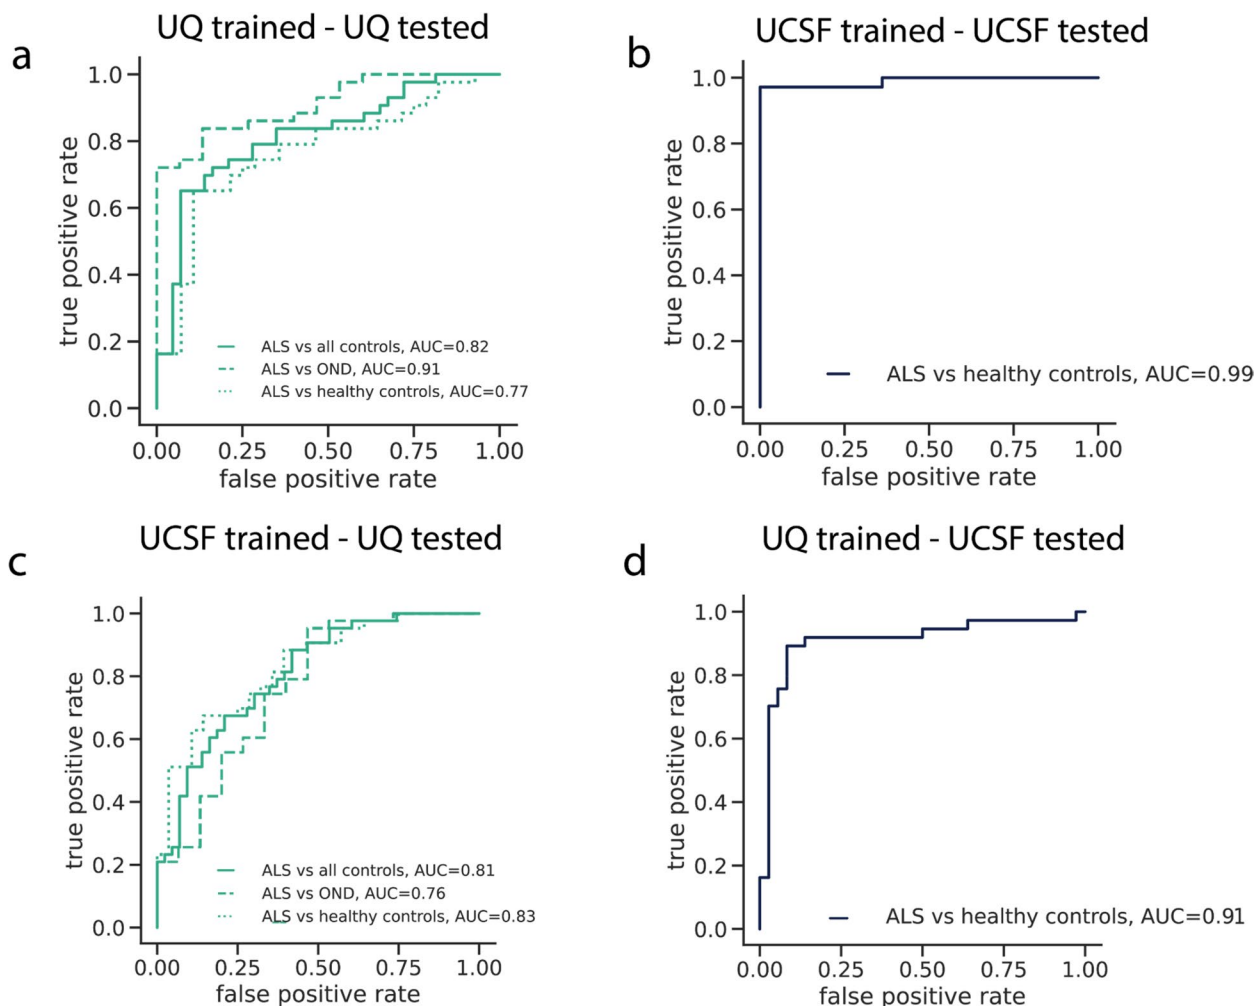 a
UQ trained - UQ tested
1.0
0.8
0.6
0.4
0.2
0.0
true positive rate
ALS vs all controls, AUC=0.82
ALS vs OND, AUC=0.91
ALS vs healthy controls, AUC=0.77
0.00 0.25 0.50 0.75 1.00
false positive rate
b
UCSF trained - UCSF tested
1.0
0.8
0.6
0.4
0.2
0.0
true positive rate
ALS vs healthy controls, AUC=0.99
0.00 0.25 0.50 0.75 1.00
false positive rate
c
UCSF trained - UQ tested
1.0
0.8
0.6
0.4
0.2
0.0
true positive rate
ALS vs all controls, AUC=0.81
ALS vs OND, AUC=0.76
ALS vs healthy controls, AUC=0.83
0.00 0.25 0.50 0.75 1.00
false positive rate
d
UQ trained - UCSF tested
1.0
0.8
0.6
0.4
0.2
0.0
true positive rate
ALS vs healthy controls, AUC=0.91
0.00 0.25 0.50 0.75 1.00
false positive rate